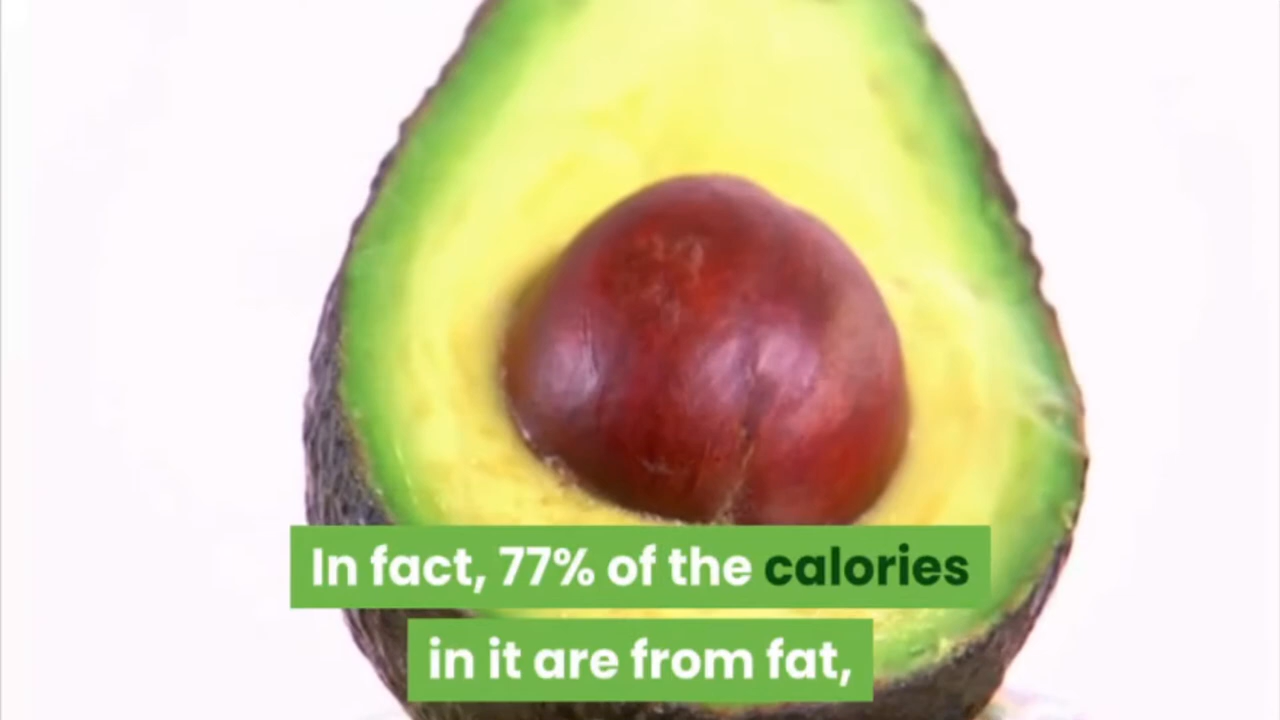 In fact, 77% of the calories
in it are from fat,